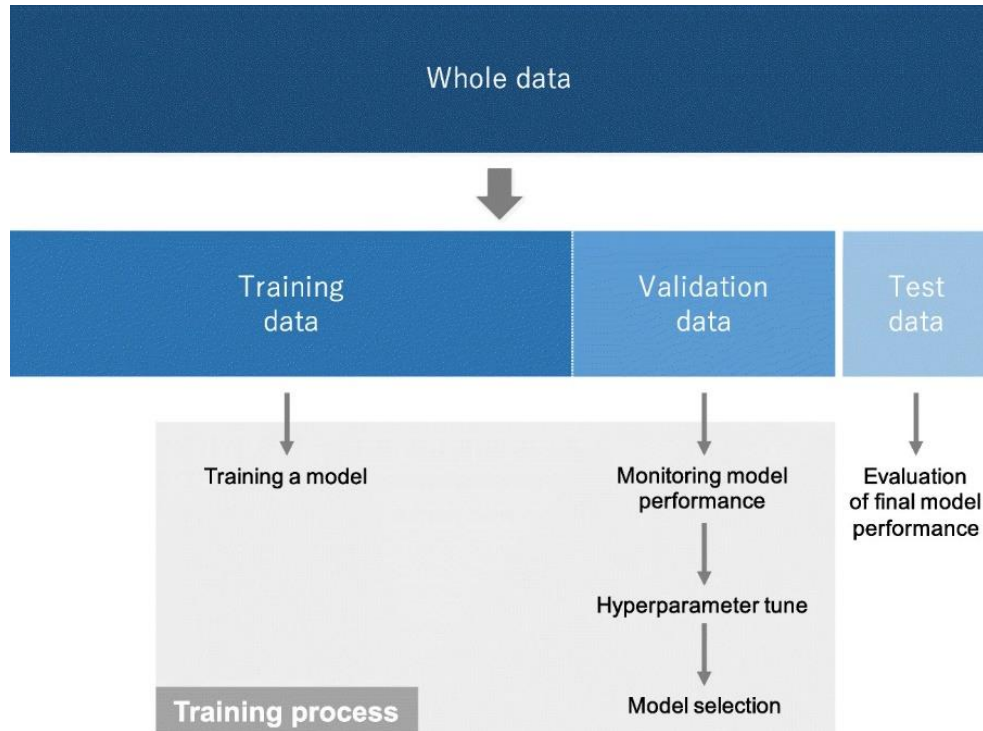 Whole data
Training
data
Validation
data
Test
data
Training a model
Monitoring model
performance
Hyperparameter tune
Model selection
Evaluation
of final model
performance
Training process